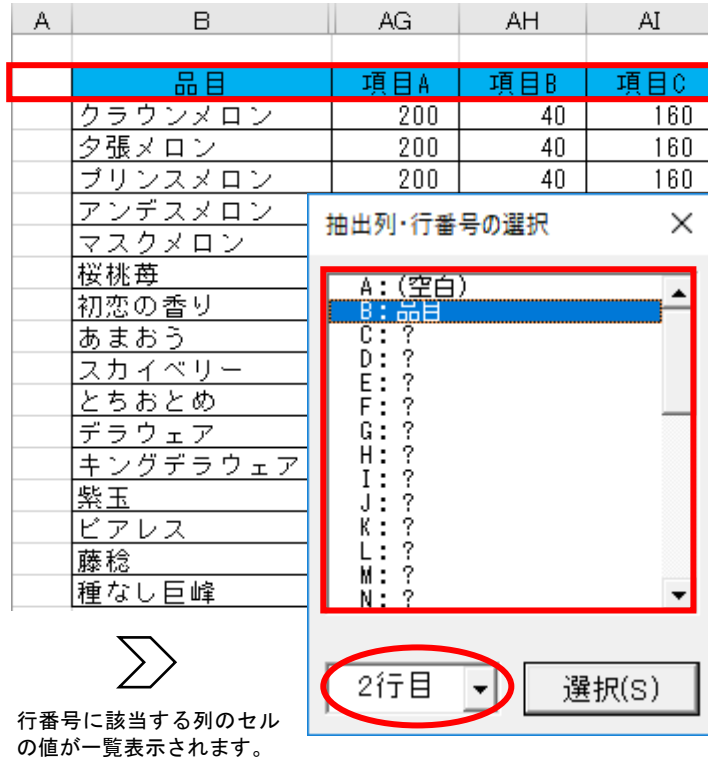 A B AG AH AI
品目 項目A 項目B 項目C
クラウンメロン 200 40 160
夕張メロン 200 40 160
プリンスメロン 200 40 160
アンデスメロン
マスクメロン
桜桃苺
初恋の香り
あまおう
スカイベリー
とちおとめ
デラウェア
キングデラウェア
紫玉
ピアレス
藤稔
種なし巨峰
抽出列・行番号の選択 ×
A:(空白)
B:品目
C:?
D:?
E:?
F:?
G:?
H:?
I:?
J:?
K:?
L:?
M:?
N:?
2行目 選択(S)
行番号に該当する列のセル
の値が一覧表示されます。